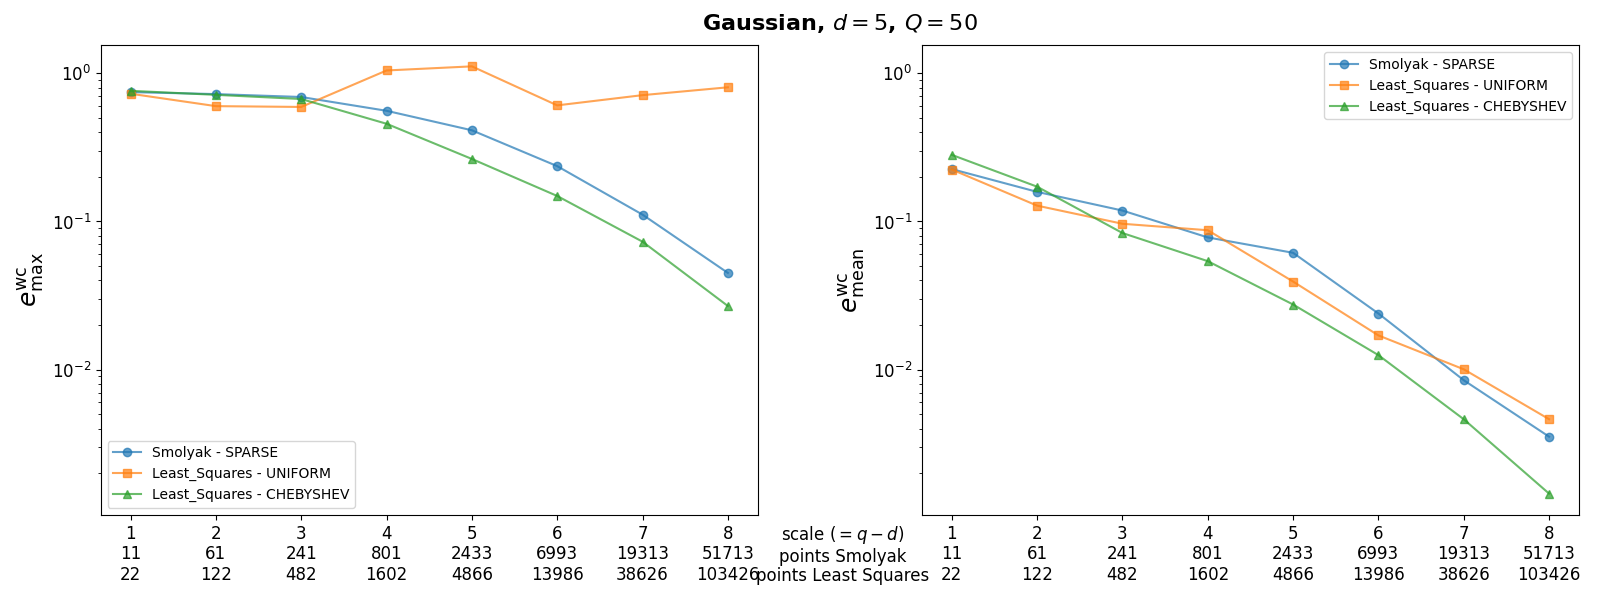 Gaussian, d = 5, Q = 50
10⁰
10⁻¹
10⁻²
e^wc_max
Smolyak - SPARSE
Least_Squares - UNIFORM
Least_Squares - CHEBYSHEV
1 2 3 4 5 6 7 8
11 61 241 801 2433 6993 19313 51713
22 122 482 1602 4866 13986 38626 103426
scale (= q − d)
points Smolyak
points Least Squares
10⁰
10⁻¹
10⁻²
e^wc_mean
Smolyak - SPARSE
Least_Squares - UNIFORM
Least_Squares - CHEBYSHEV
1 2 3 4 5 6 7 8
11 61 241 801 2433 6993 19313 51713
22 122 482 1602 4866 13986 38626 103426